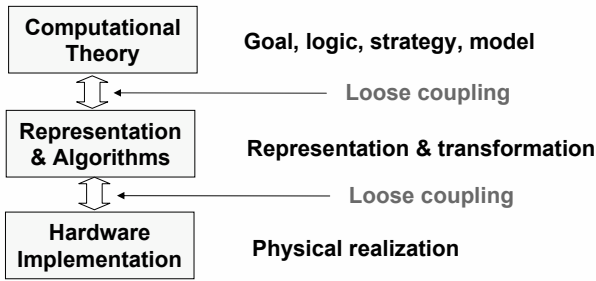 Computational
Theory
Goal, logic, strategy, model
Loose coupling
Representation
& Algorithms
Representation & transformation
Loose coupling
Hardware
Implementation
Physical realization